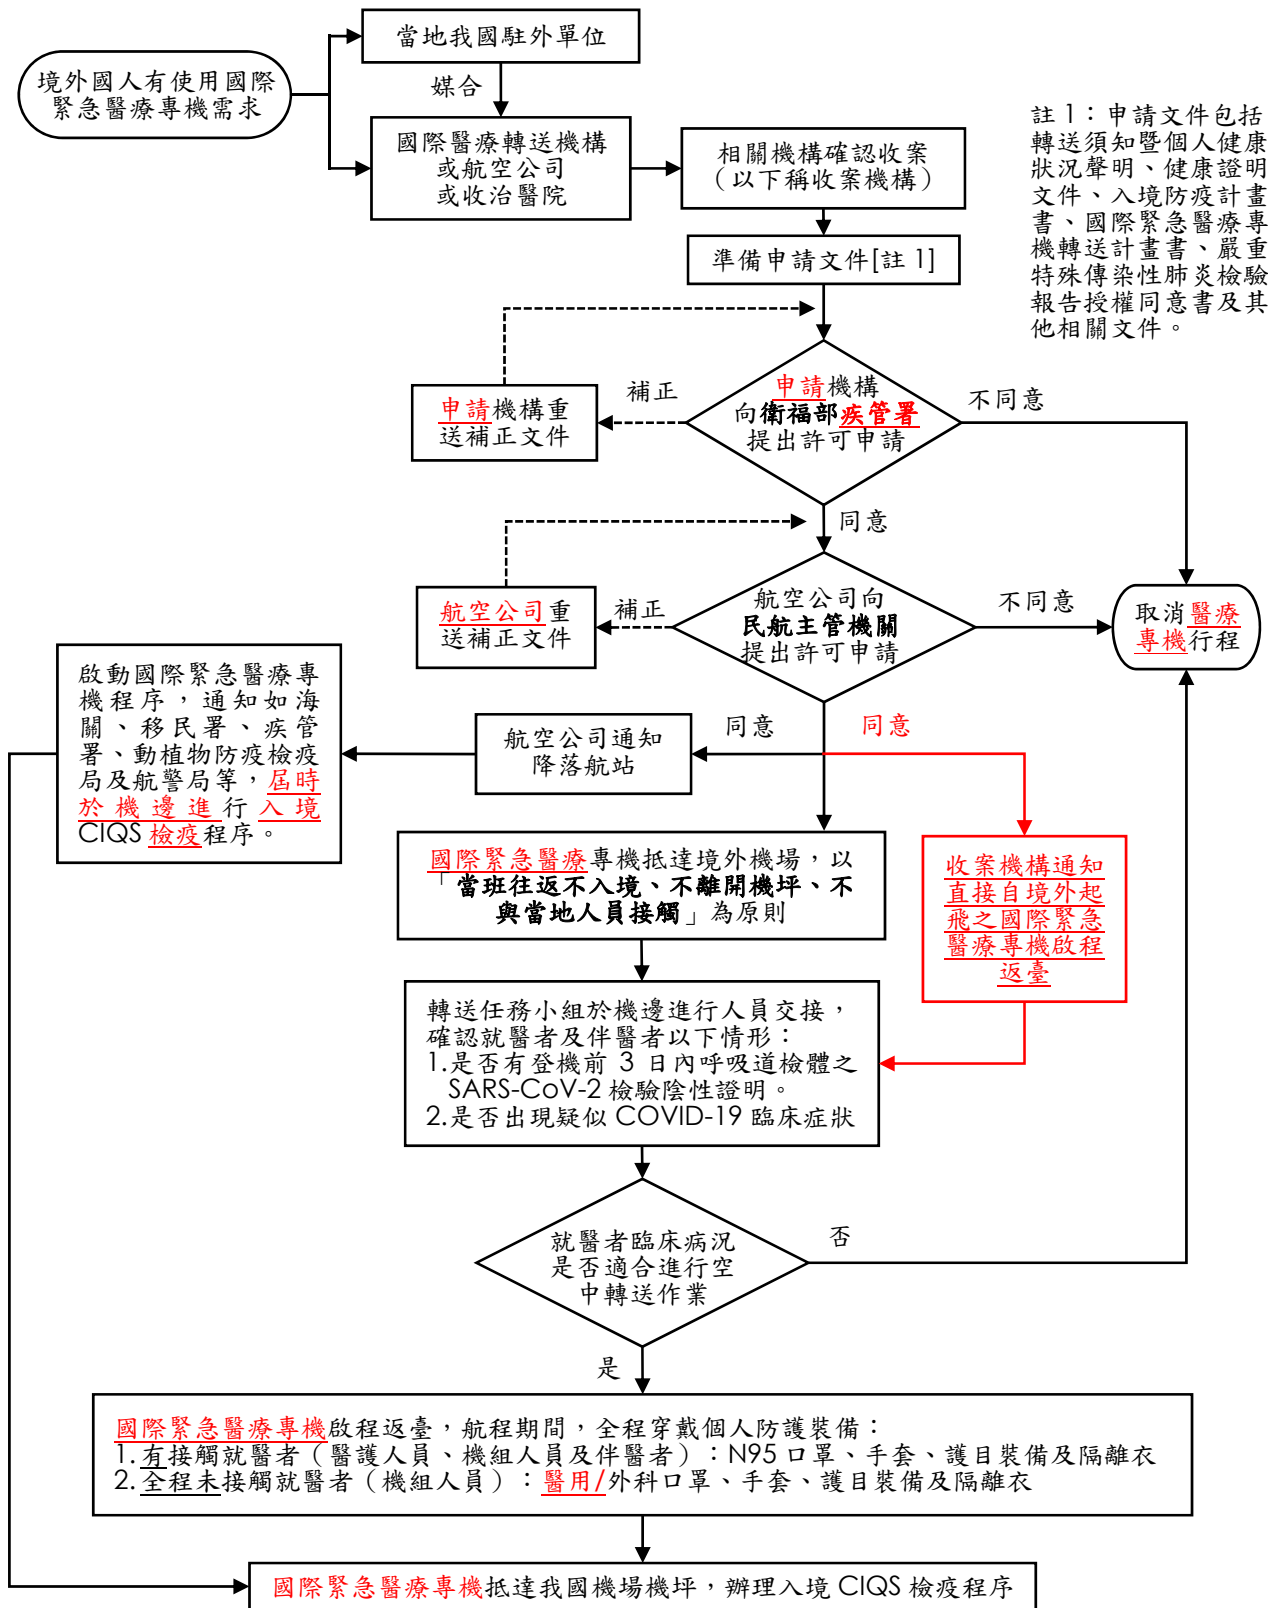 當地我國駐外單位
境外國人有使用國際
緊急醫療專機需求
媒合
國際醫療轉送機構
或航空公司
或收治醫院
相關機構確認收案
（以下稱收案機構）
註 1：申請文件包括
轉送須知暨個人健康
狀況聲明、健康證明
文件、入境防疫計畫
書、國際緊急醫療專
機轉送計畫書、嚴重
特殊傳染性肺炎檢驗
報告授權同意書及其
他相關文件。
準備申請文件[註 1]
申請機構
向衛福部疾管署
提出許可申請
補正
申請機構重
送補正文件
不同意
同意
航空公司向
民航主管機關
提出許可申請
補正
航空公司重
送補正文件
不同意
取消醫療
專機行程
同意
同意
航空公司通知
降落航站
啟動國際緊急醫療專
機程序，通知如海
關、移民署、疾管
署、動植物防疫檢疫
局及航警局等，屆時
於機邊進行入境
CIQS 檢疫程序。
國際緊急醫療專機抵達境外機場，以
「當班往返不入境、不離開機坪、不
與當地人員接觸」為原則
收案機構通知
直接自境外起
飛之國際緊急
醫療專機啟程
返臺
轉送任務小組於機邊進行人員交接，
確認就醫者及伴醫者以下情形：
1.是否有登機前 3 日內呼吸道檢體之
SARS-CoV-2 檢驗陰性證明。
2.是否出現疑似 COVID-19 臨床症狀
就醫者臨床病況
是否適合進行空
中轉送作業
否
是
國際緊急醫療專機啟程返臺，航程期間，全程穿戴個人防護裝備：
1.有接觸就醫者（醫護人員、機組人員及伴醫者）：N95 口罩、手套、護目裝備及隔離衣
2.全程未接觸就醫者（機組人員）：醫用/外科口罩、手套、護目裝備及隔離衣
國際緊急醫療專機抵達我國機場機坪，辦理入境 CIQS 檢疫程序